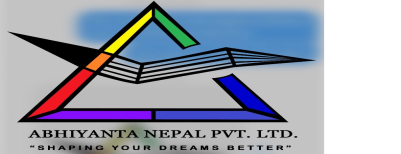 ABHIYANTA NEPAL PVT. LTD.
"SHAPING YOUR DREAMS BETTER"